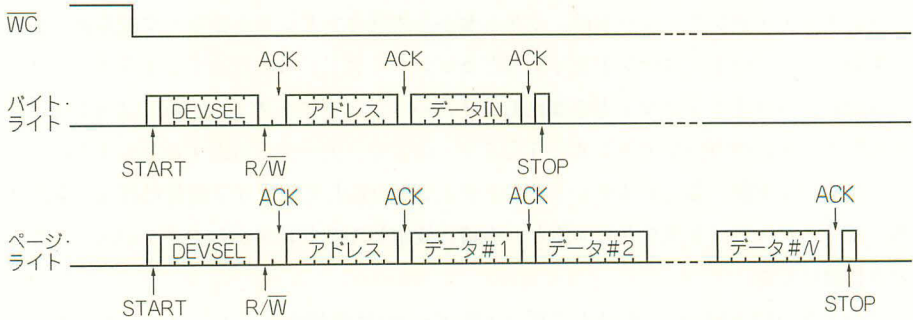 W̅C̅
ACK ACK ACK
バイト・
ライト
DEVSEL アドレス データIN
START R/W̅ STOP
ACK ACK ACK ACK
ページ・
ライト
DEVSEL アドレス データ#1 データ#2 データ#N
START R/W̅ STOP